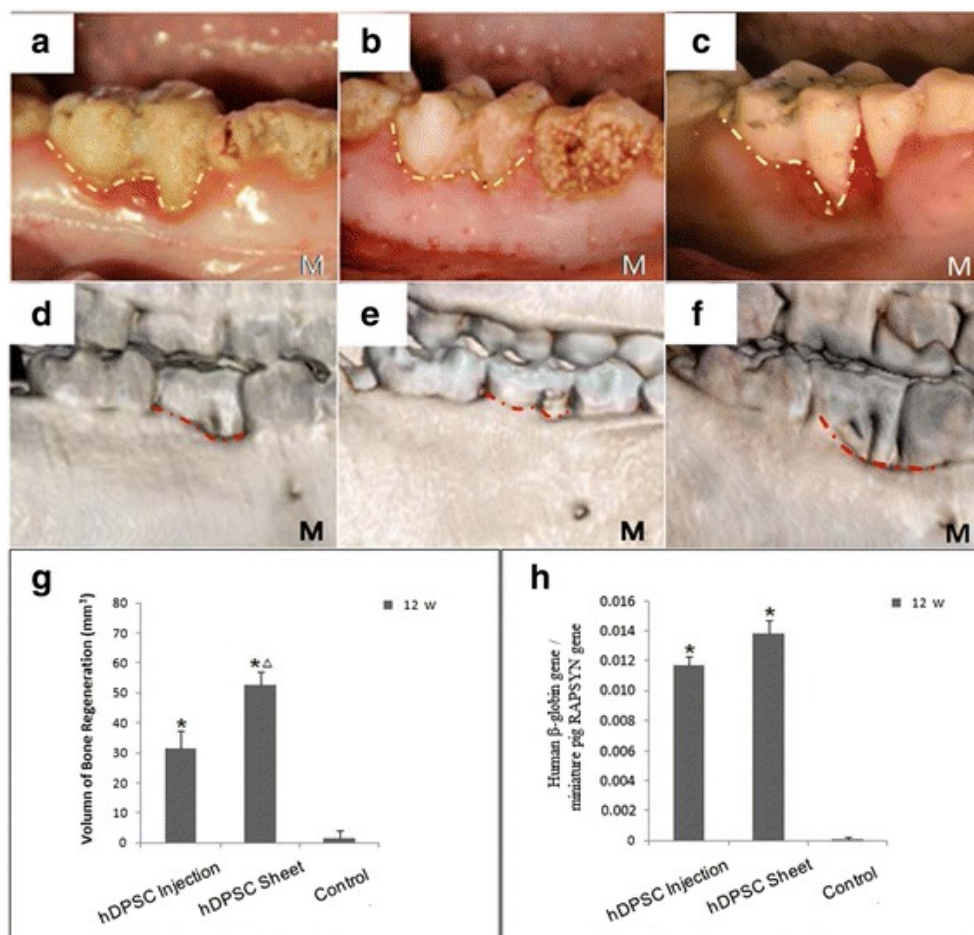 a
b
c
M
M
M
d
e
f
M
M
M
g
Volumn of Bone Regeneration (mm³)
80
70
60
50
40
30
20
10
0
12 w
*
*△
hDPSC Injection
hDPSC Sheet
Control
h
Human β-globin gene /
miniature pig RAPSYN gene
0.016
0.014
0.012
0.010
0.008
0.006
0.004
0.002
0
12 w
*
*
hDPSC Injection
hDPSC Sheet
Control